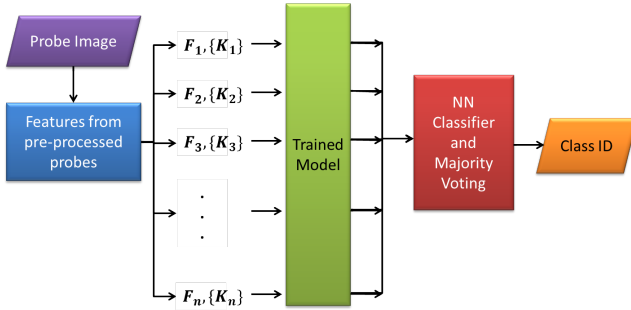 Probe Image
Features from
pre-processed
probes
F₁,{K₁}
F₂,{K₂}
F₃,{K₃}
.
.
.
Fₙ,{Kₙ}
Trained
Model
NN
Classifier
and
Majority
Voting
Class ID